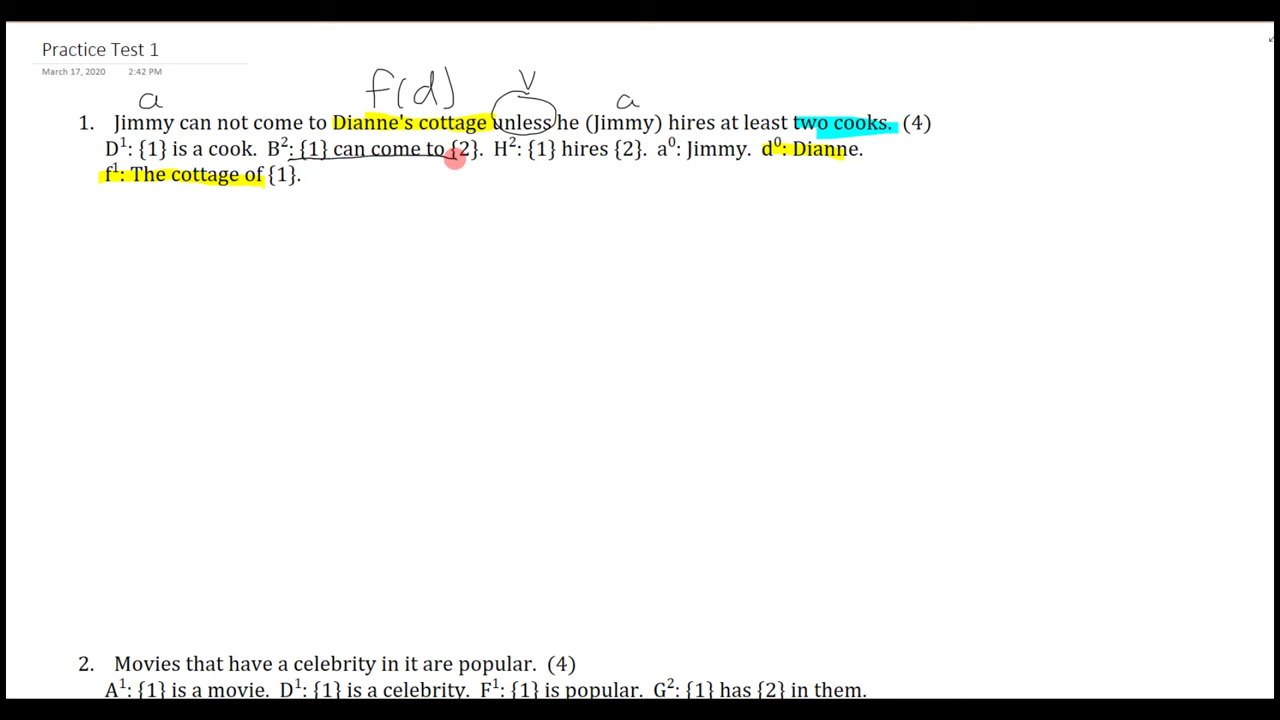 Practice Test 1
March 17, 2020 2:42 PM
a f(d) v a
1. Jimmy can not come to Dianne's cottage unless he (Jimmy) hires at least two cooks. (4)
D¹: {1} is a cook. B²: {1} can come to {2}. H²: {1} hires {2}. a⁰: Jimmy. d⁰: Dianne.
f¹: The cottage of {1}.
2. Movies that have a celebrity in it are popular. (4)
A¹: {1} is a movie. D¹: {1} is a celebrity. F¹: {1} is popular. G²: {1} has {2} in them.